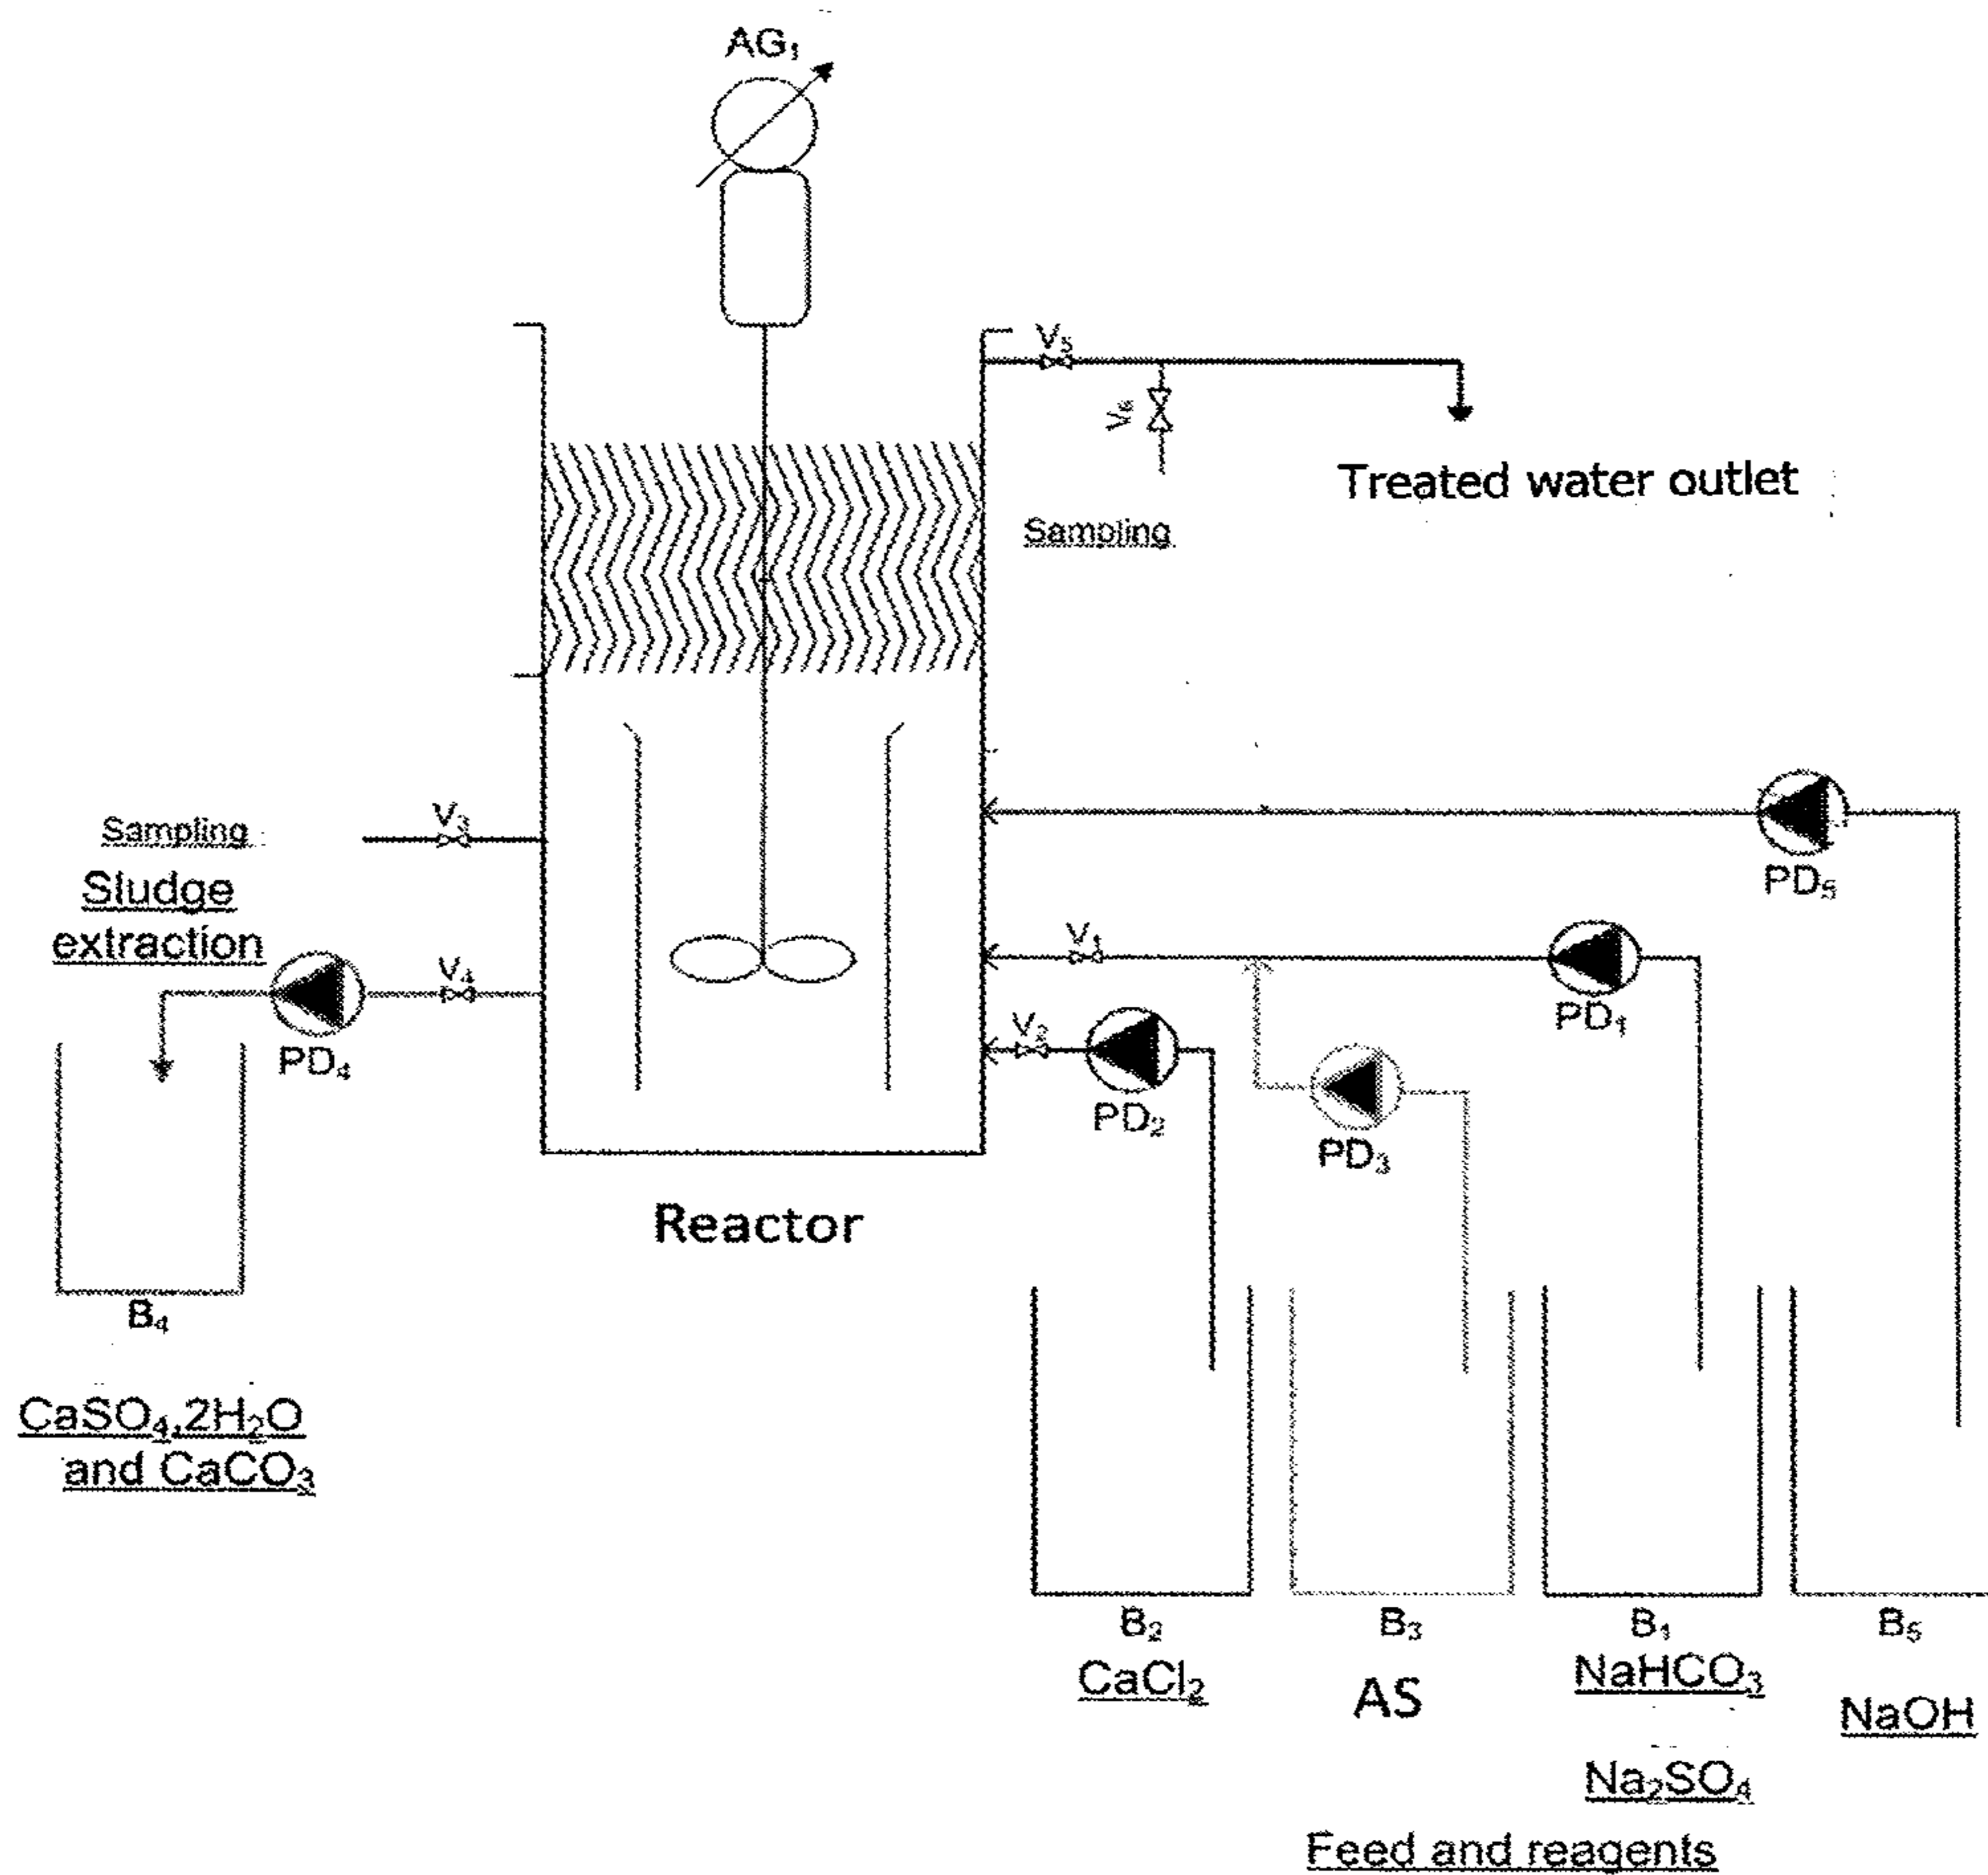 AG₁
V₅
V₆
Treated water outlet
Sampling
V₃
Sampling
Sludge
extraction
V₄
PD₄
PD₅
V₁
PD₁
V₂
PD₂
PD₃
Reactor
B₄
CaSO₄,2H₂O
and CaCO₃
B₂
CaCl₂
B₃
AS
B₁
NaHCO₃
Na₂SO₄
B₅
NaOH
Feed and reagents